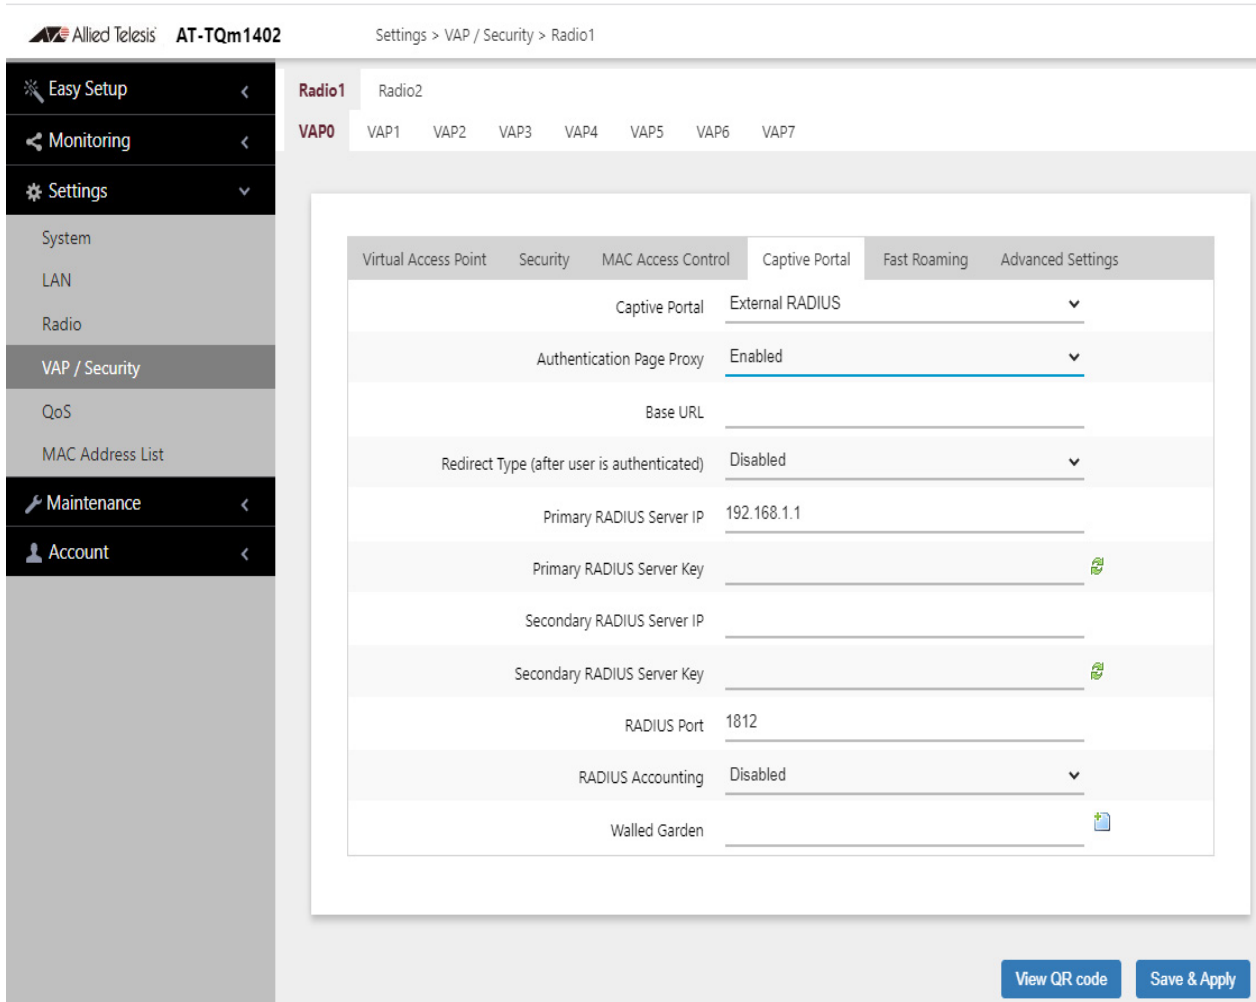 Allied Telesis AT-TQm1402 Settings > VAP / Security > Radio1
Easy Setup
Monitoring
Settings
System
LAN
Radio
VAP / Security
QoS
MAC Address List
Maintenance
Account
Radio1 Radio2
VAP0 VAP1 VAP2 VAP3 VAP4 VAP5 VAP6 VAP7
Virtual Access Point Security MAC Access Control Captive Portal Fast Roaming Advanced Settings
Captive Portal External RADIUS
Authentication Page Proxy Enabled
Base URL
Redirect Type (after user is authenticated) Disabled
Primary RADIUS Server IP 192.168.1.1
Primary RADIUS Server Key
Secondary RADIUS Server IP
Secondary RADIUS Server Key
RADIUS Port 1812
RADIUS Accounting Disabled
Walled Garden
View QR code Save & Apply